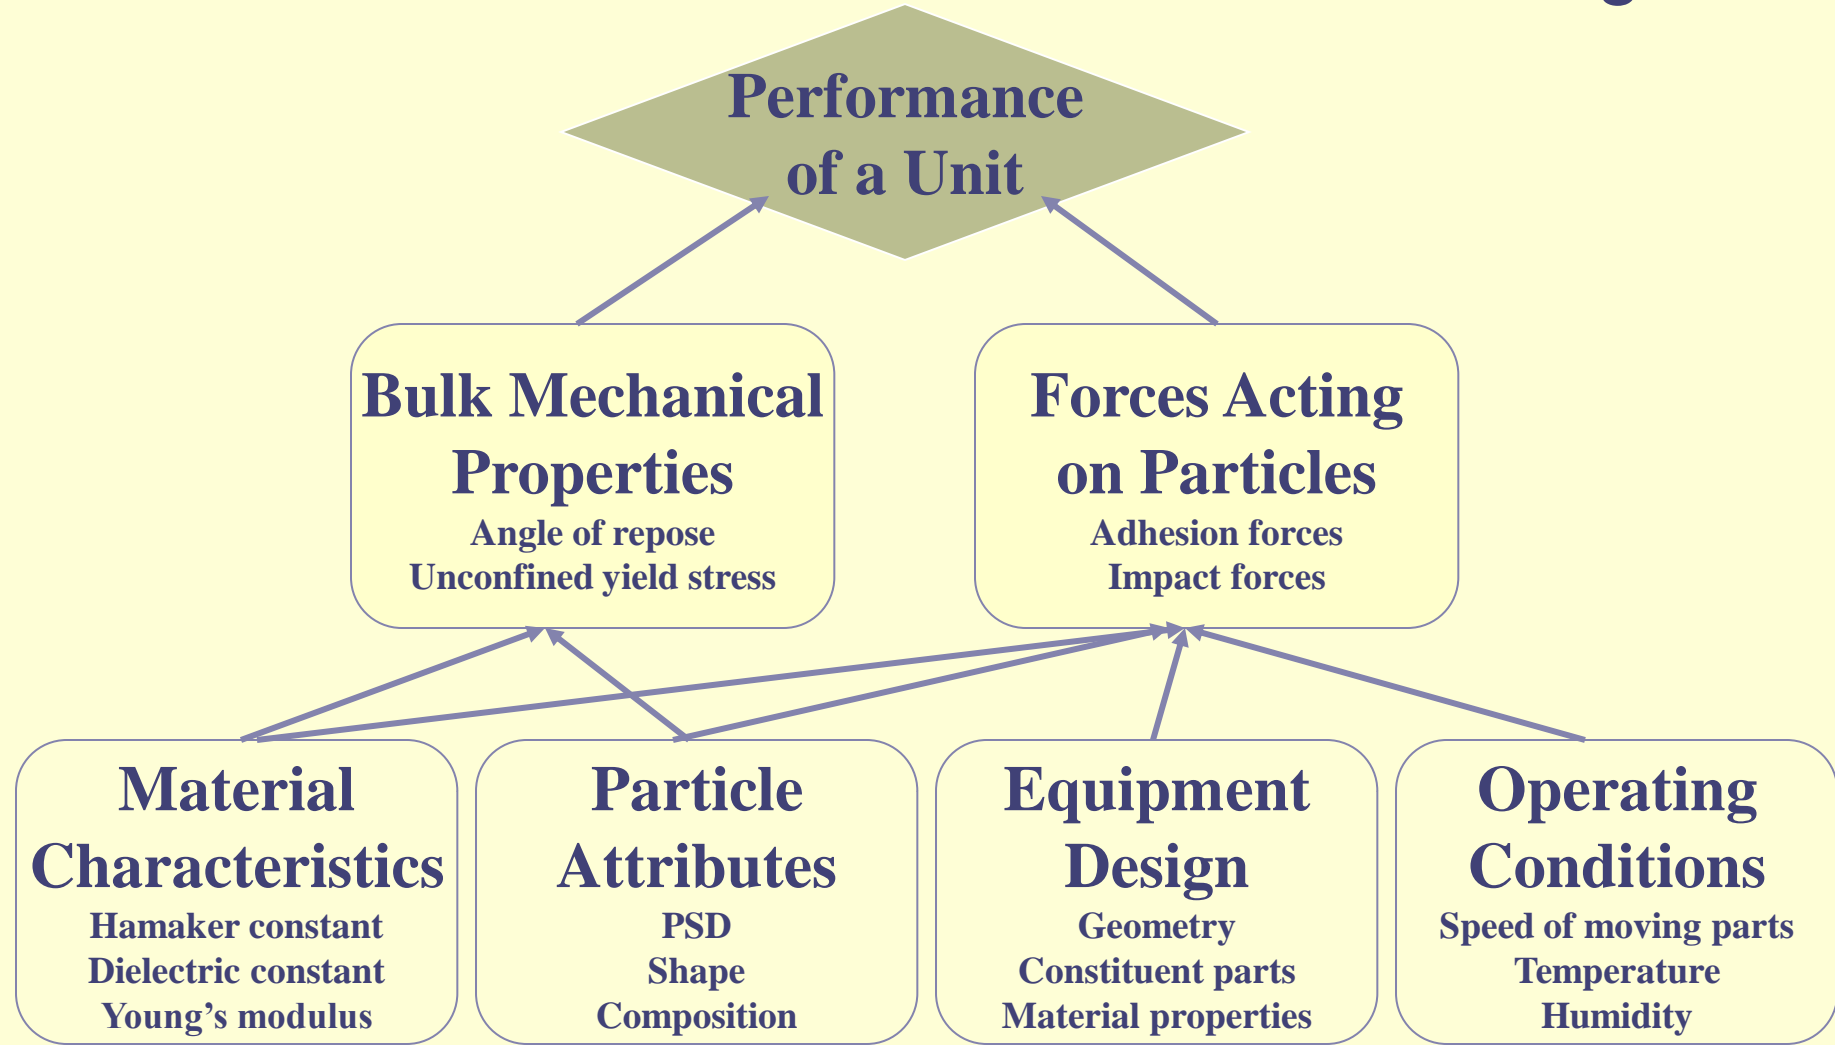 Performance
of a Unit
Bulk Mechanical
Properties
Angle of repose
Unconfined yield stress
Forces Acting
on Particles
Adhesion forces
Impact forces
Material
Characteristics
Hamaker constant
Dielectric constant
Young’s modulus
Particle
Attributes
PSD
Shape
Composition
Equipment
Design
Geometry
Constituent parts
Material properties
Operating
Conditions
Speed of moving parts
Temperature
Humidity